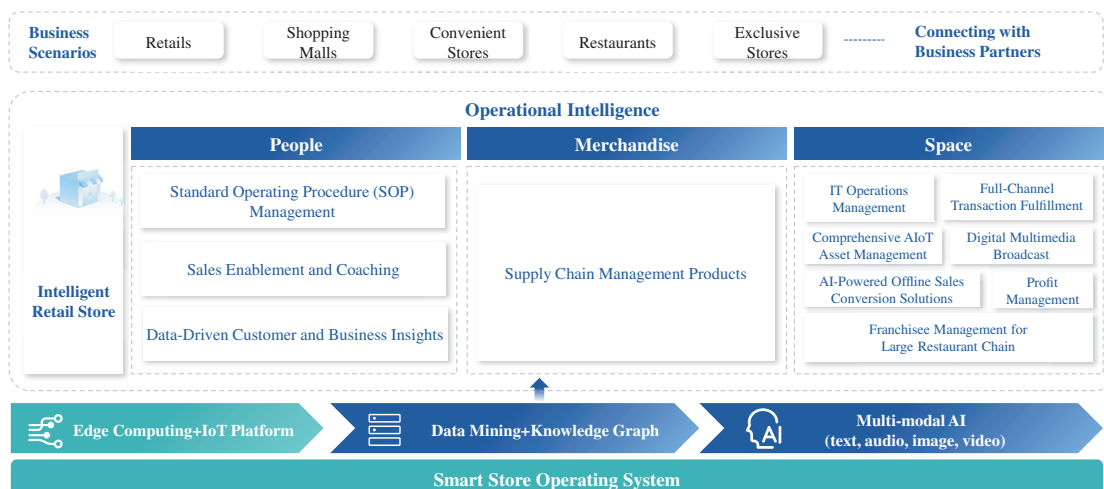 Business
Scenarios
Retails
Shopping
Malls
Convenient
Stores
Restaurants
Exclusive
Stores
Connecting with
Business Partners
Operational Intelligence
Intelligent
Retail Store
People
Standard Operating Procedure (SOP)
Management
Sales Enablement and Coaching
Data-Driven Customer and Business Insights
Merchandise
Supply Chain Management Products
Space
IT Operations
Management
Full-Channel
Transaction Fulfillment
Comprehensive AIoT
Asset Management
Digital Multimedia
Broadcast
AI-Powered Offline Sales
Conversion Solutions
Profit
Management
Franchisee Management for
Large Restaurant Chain
Edge Computing+IoT Platform
Data Mining+Knowledge Graph
AI
Multi-modal AI
(text, audio, image, video)
Smart Store Operating System